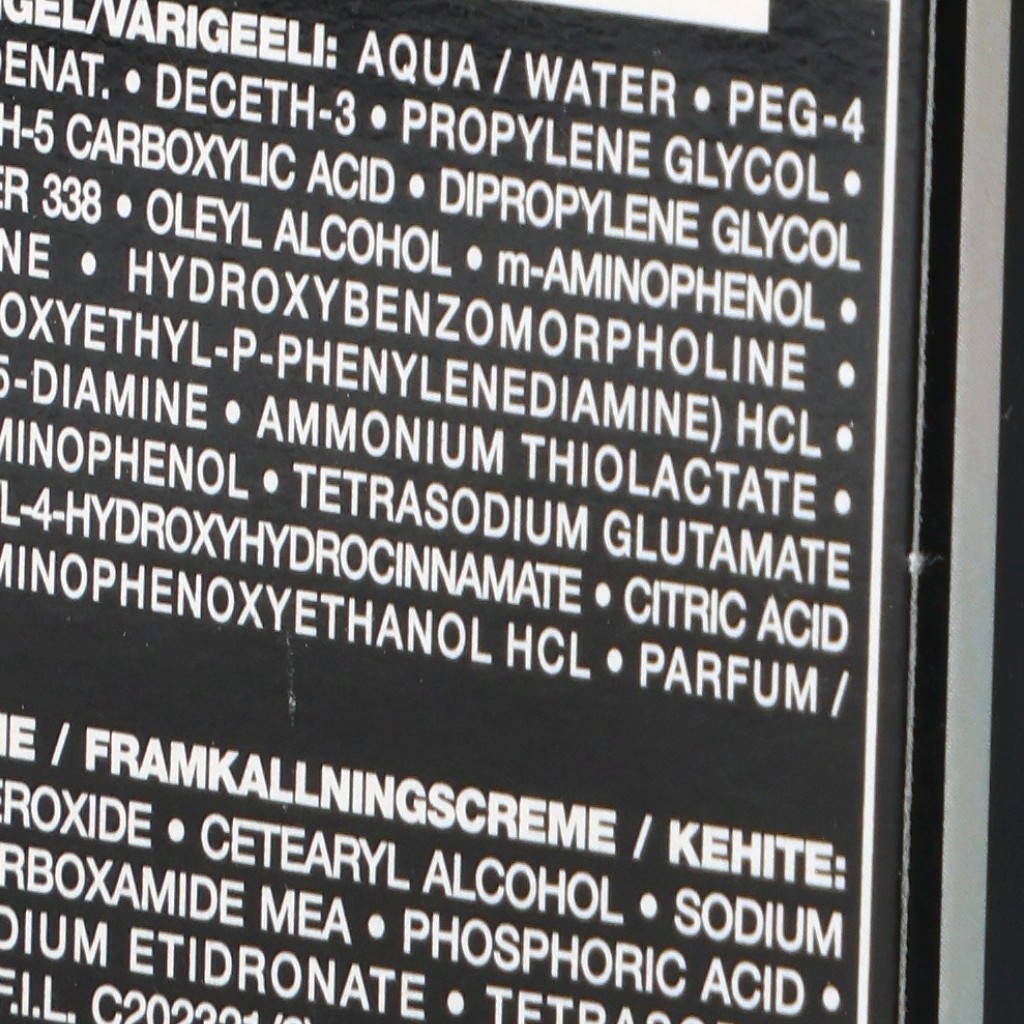 GEL/VARIGEELI: AQUA / WATER • PEG-4
DENAT. • DECETH-3 • PROPYLENE GLYCOL •
H-5 CARBOXYLIC ACID • DIPROPYLENE GLYCOL
ER 338 • OLEYL ALCOHOL • m-AMINOPHENOL •
NE • HYDROXYBENZOMORPHOLINE •
OXYETHYL-P-PHENYLENEDIAMINE) HCL •
5-DIAMINE • AMMONIUM THIOLACTATE •
MINOPHENOL • TETRASODIUM GLUTAMATE
L-4-HYDROXYHYDROCINNAMATE • CITRIC ACID
MINOPHENOXYETHANOL HCL • PARFUM /
ME / FRAMKALLNINGSCREME / KEHITE:
EROXIDE • CETEARYL ALCOHOL • SODIUM
RBOXAMIDE MEA • PHOSPHORIC ACID •
DIUM ETIDRONATE •
F.I.L.